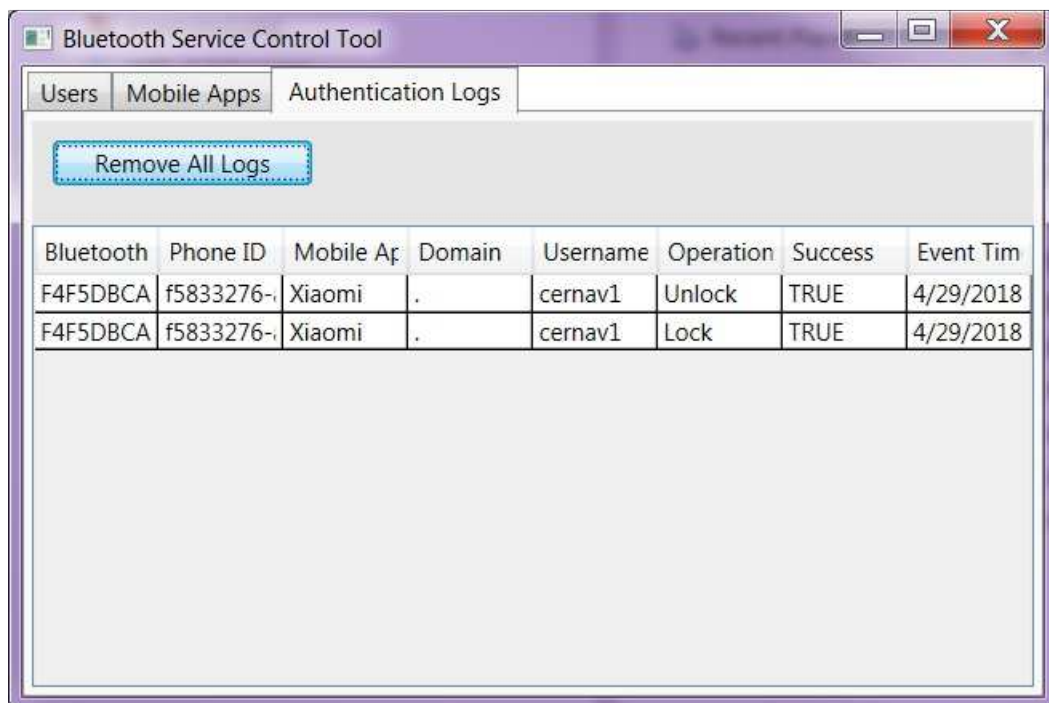 Bluetooth Service Control Tool
Users Mobile Apps Authentication Logs
Remove All Logs
Bluetooth Phone ID Mobile Ap Domain Username Operation Success Event Tim
F4F5DBCA f5833276- Xiaomi . cernav1 Unlock TRUE 4/29/2018
F4F5DBCA f5833276- Xiaomi . cernav1 Lock TRUE 4/29/2018